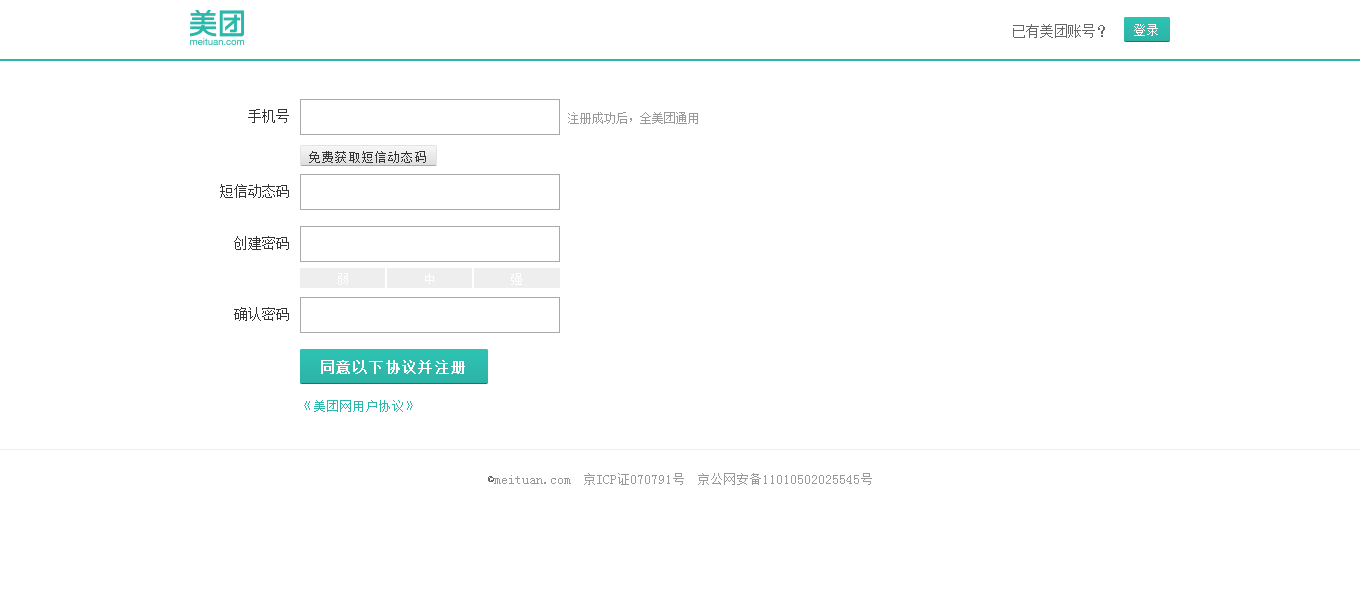 美团
meituan.com
已有美团账号？ 登录
手机号 注册成功后，全美团通用
免费获取短信动态码
短信动态码
创建密码
弱 中 强
确认密码
同意以下协议并注册
《美团网用户协议》
©meituan.com 京ICP证070791号 京公网安备11010502025545号